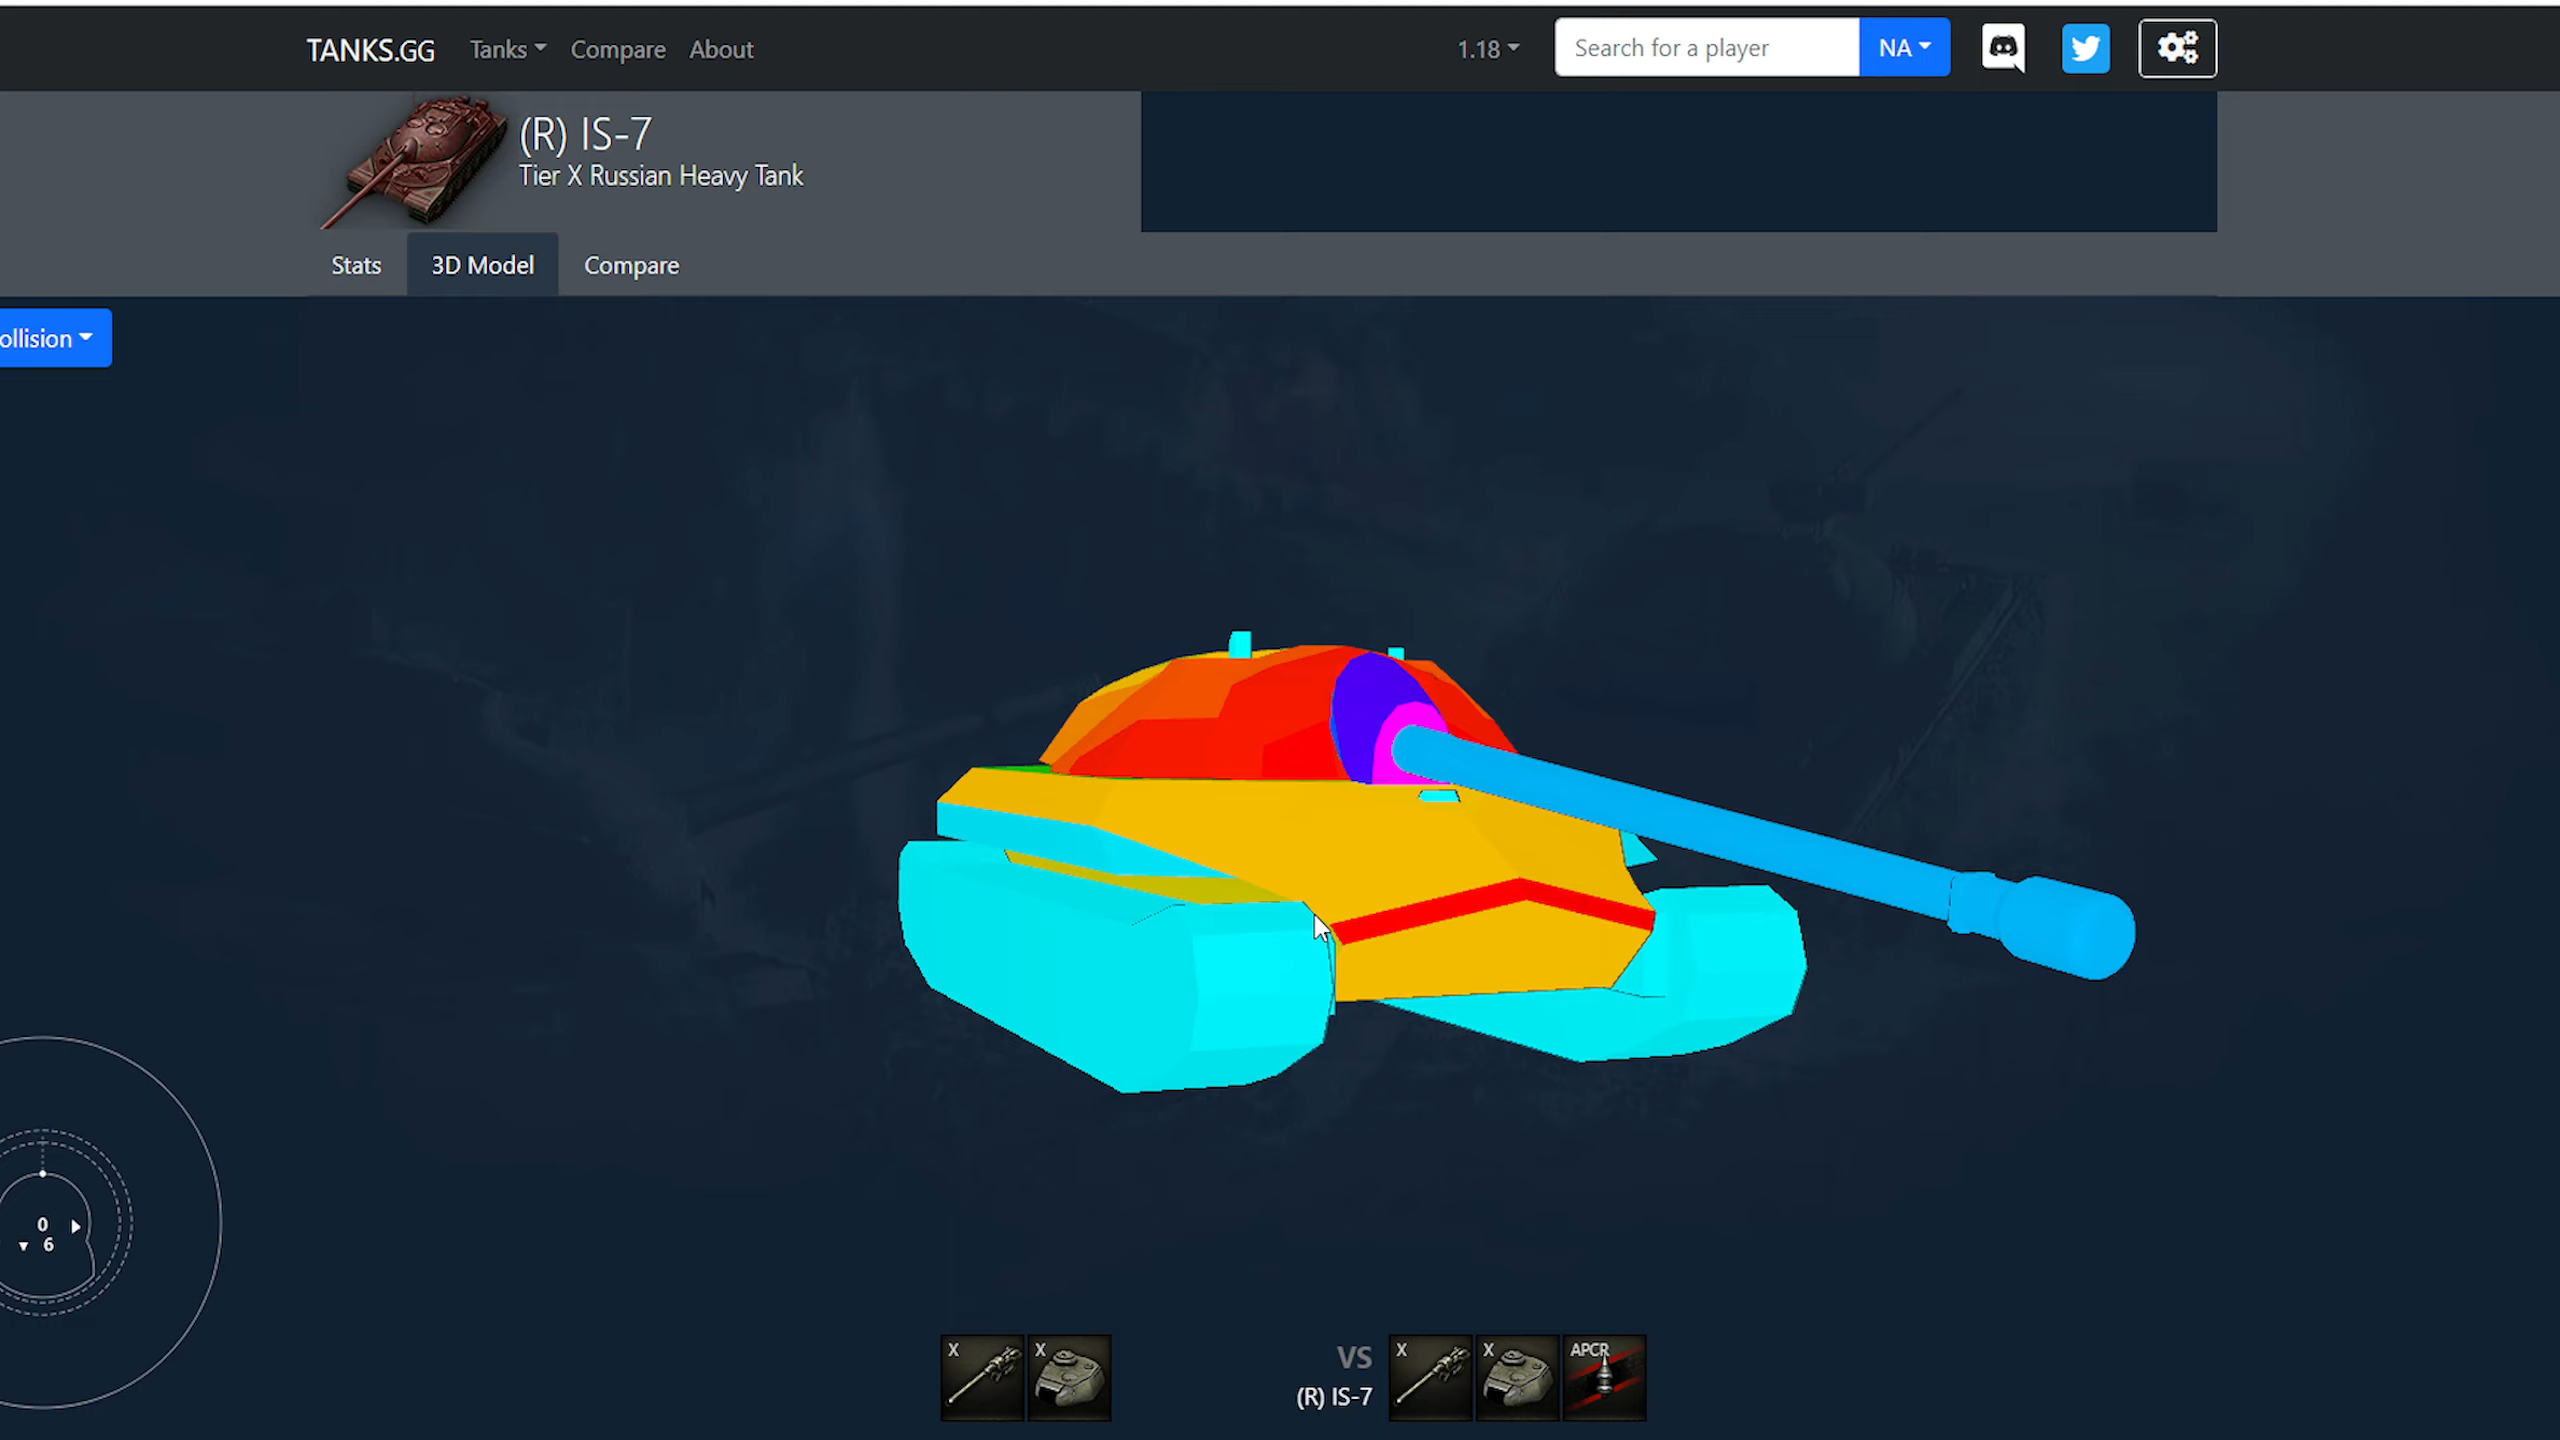 TANKS.GG Tanks Compare About 1.18 Search for a player NA
(R) IS-7
Tier X Russian Heavy Tank
Stats 3D Model Compare
ollision
0
6
X X VS X X APCR
(R) IS-7